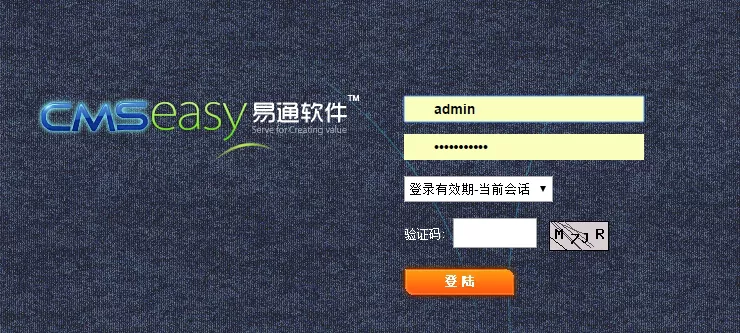 CMSeasy 易通软件™
Serve for Creating value
admin
•••••••••••
登录有效期-当前会话
验证码:
M7JR
登 陆